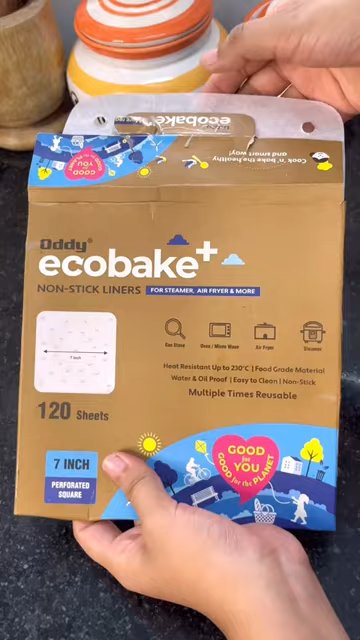 ecobake+
Cook 'n' bake the healthy
and smart way!
GOOD for
YOU
Oddy®
ecobake+
NON-STICK LINERS
FOR STEAMER, AIR FRYER & MORE
7 inch
Gas Stove
Oven / Micro Wave
Air Fryer
Heat Resistant Up to 230°C | Food Grade Material
Water & Oil Proof | Easy to Clean | Non-Stick
Multiple Times Reusable
120 Sheets
7 INCH
PERFORATED
SQUARE
GOOD for
YOU
GOOD for the PLANET